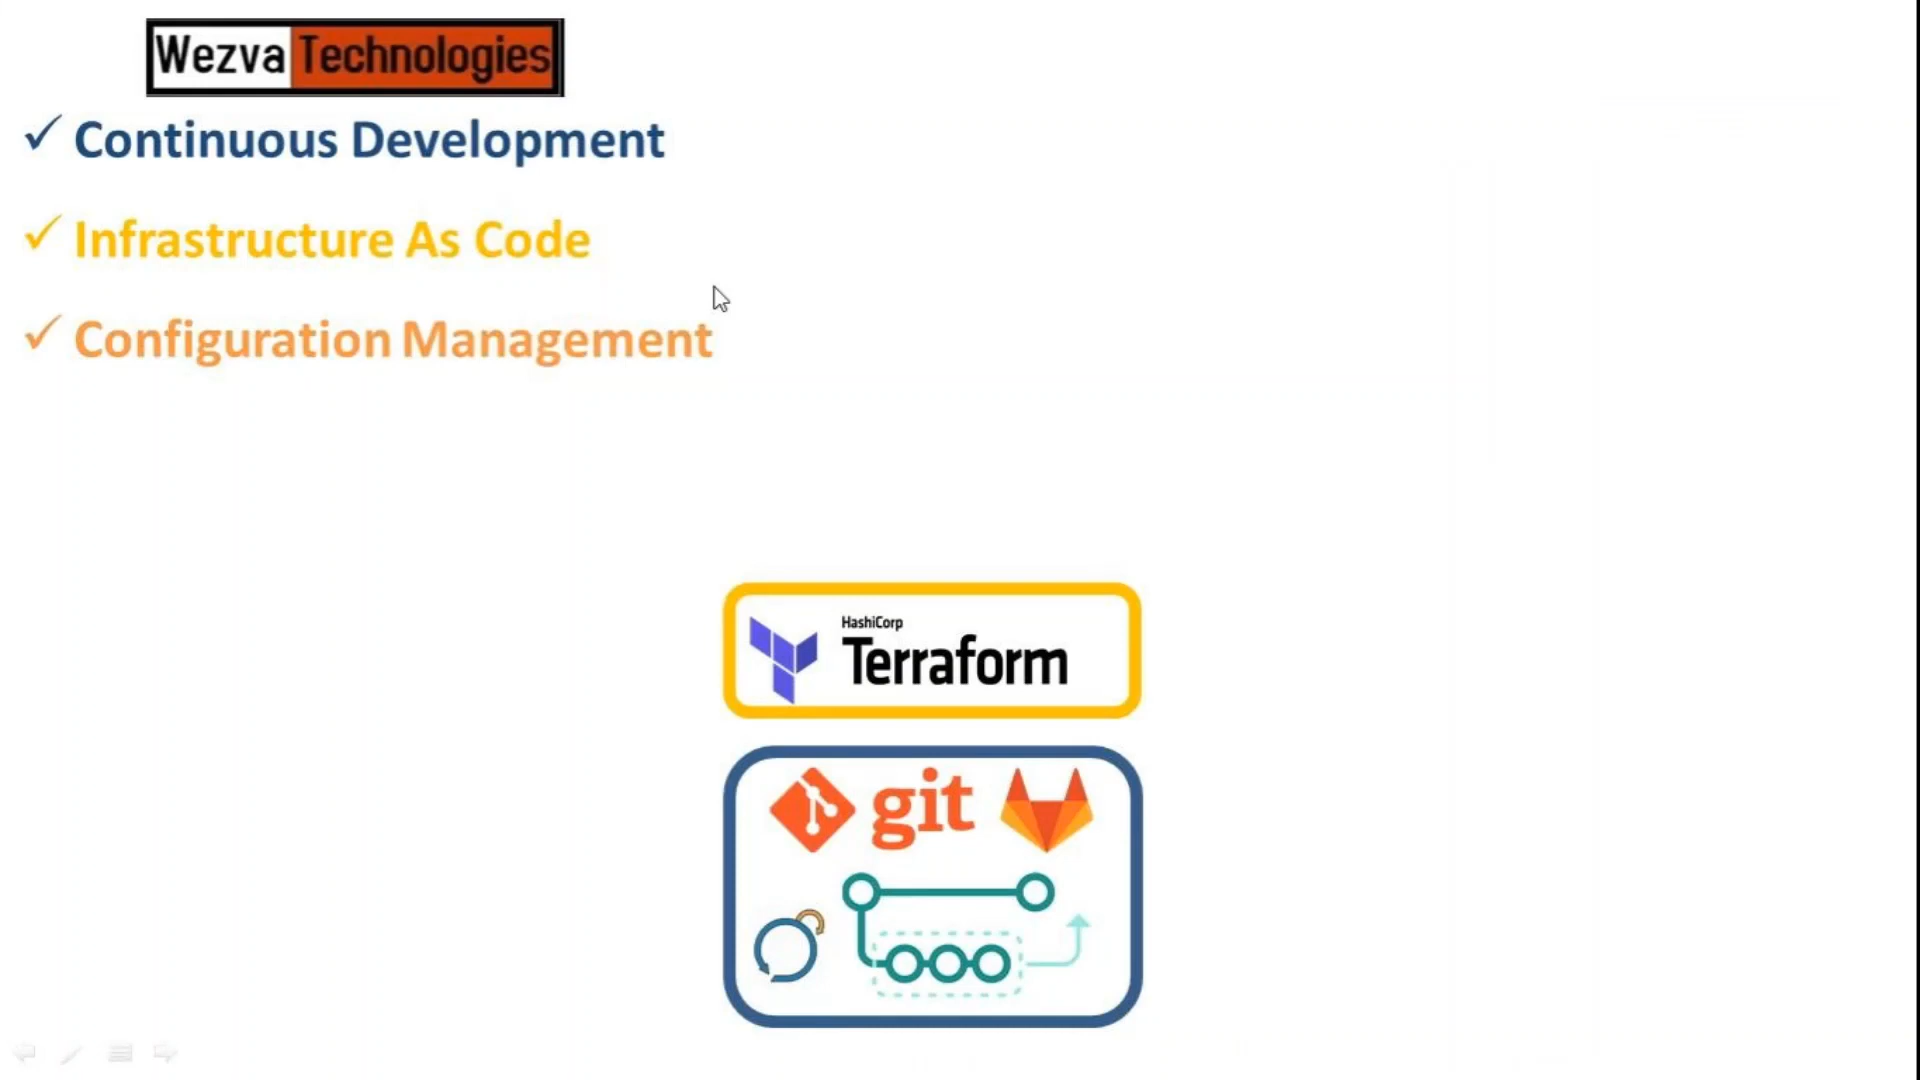 Wezva Technologies
Continuous Development
Infrastructure As Code
Configuration Management
HashiCorp
Terraform
git